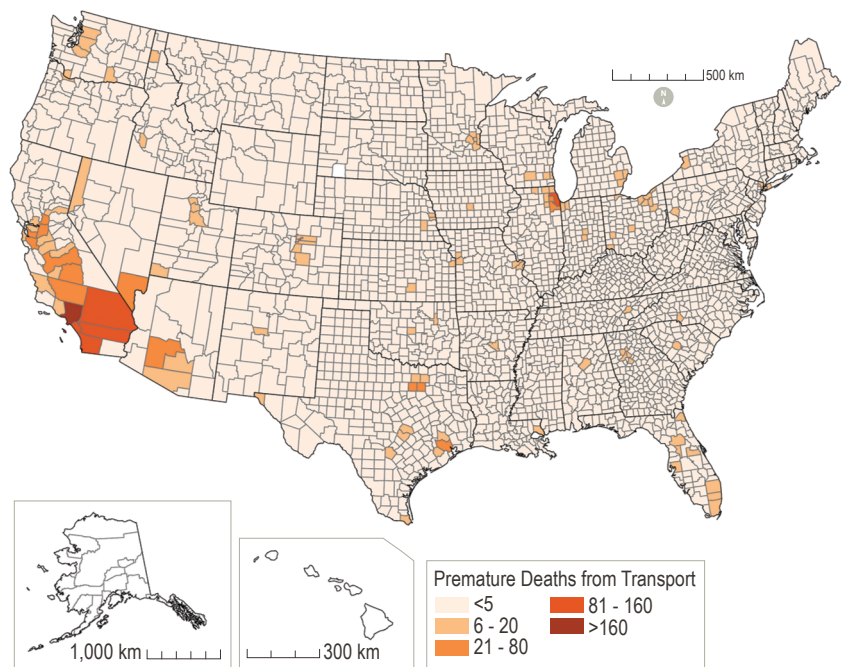 500 km
N
1,000 km
300 km
Premature Deaths from Transport
<5
6 - 20
21 - 80
81 - 160
>160